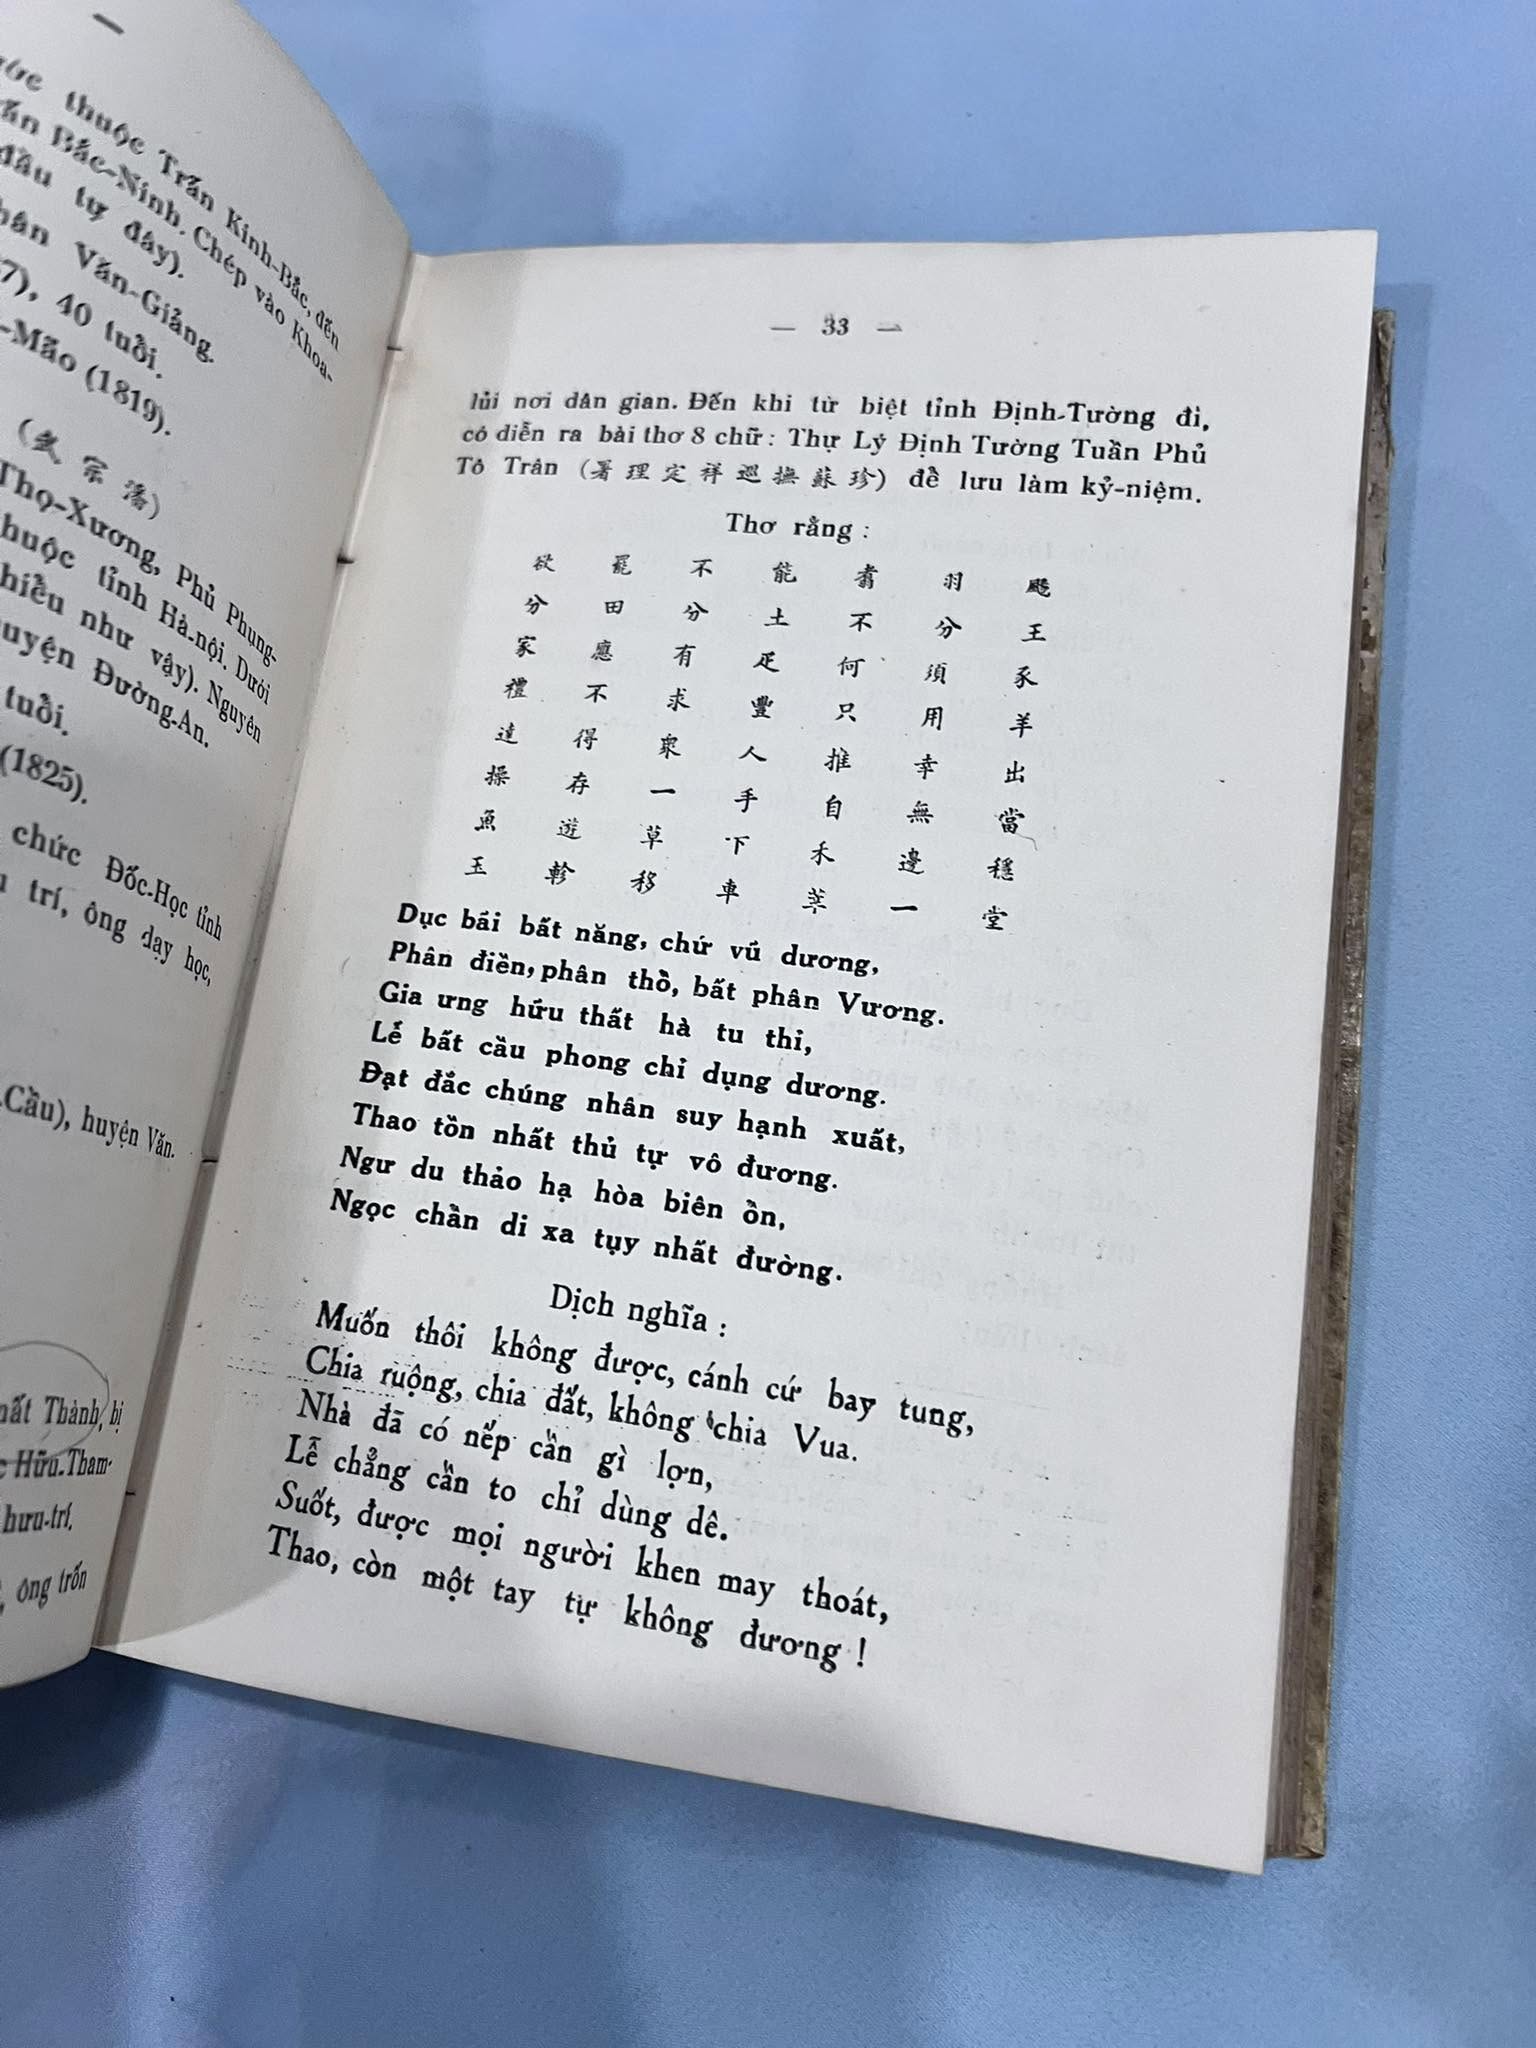 thuộc Trấn Kinh-Bắc, đến
Bắc-Ninh. Chép vào Khoa-
đầu tự đây).
Văn-Giảng.
40 tuổi.
-Mão (1819).
(武宗潘)
Thọ-Xương, Phủ Phụng-
thuộc tỉnh Hà-nội. Dưới
như vậy). Nguyên
Đường-An.
tuổi.
(1825).
chức Đốc-Học tỉnh
trí, ông dạy học,
Cầu), huyện Văn.
Thành, bị
Hữu-Tham-
hưu-trí.
ông trốn
— 33 —
lủi nơi dân gian. Đến khi từ biệt tỉnh Định-Tường đi,
có diễn ra bài thơ 8 chữ: Thự Lý Định Tường Tuần Phủ
Tô Trân (署理定祥巡撫蘇珍) để lưu làm kỷ-niệm.
Thơ rằng :
欲罷不能翥羽颺
分田分土不分王
家應有疋何須豕
禮不求豐只用羊
達得衆人推幸出
操存一手自無當
魚遊草下禾邊穩
玉軫移車萃一堂
Dục bãi bất năng, chứ vũ dương,
Phân điền, phân thổ, bất phân Vương.
Gia ưng hữu thất hà tu thỉ,
Lễ bất cầu phong chỉ dụng dương.
Đạt đắc chúng nhân suy hạnh xuất,
Thao tồn nhất thủ tự vô đương.
Ngư du thảo hạ hòa biên ổn,
Ngọc chẩn di xa tụy nhất đường.
Dịch nghĩa :
Muốn thôi không được, cánh cứ bay tung,
Chia ruộng, chia đất, không chia Vua.
Nhà đã có nếp cần gì lợn,
Lễ chẳng cần to chỉ dùng dê.
Suốt, được mọi người khen may thoát,
Thao, còn một tay tự không đương !